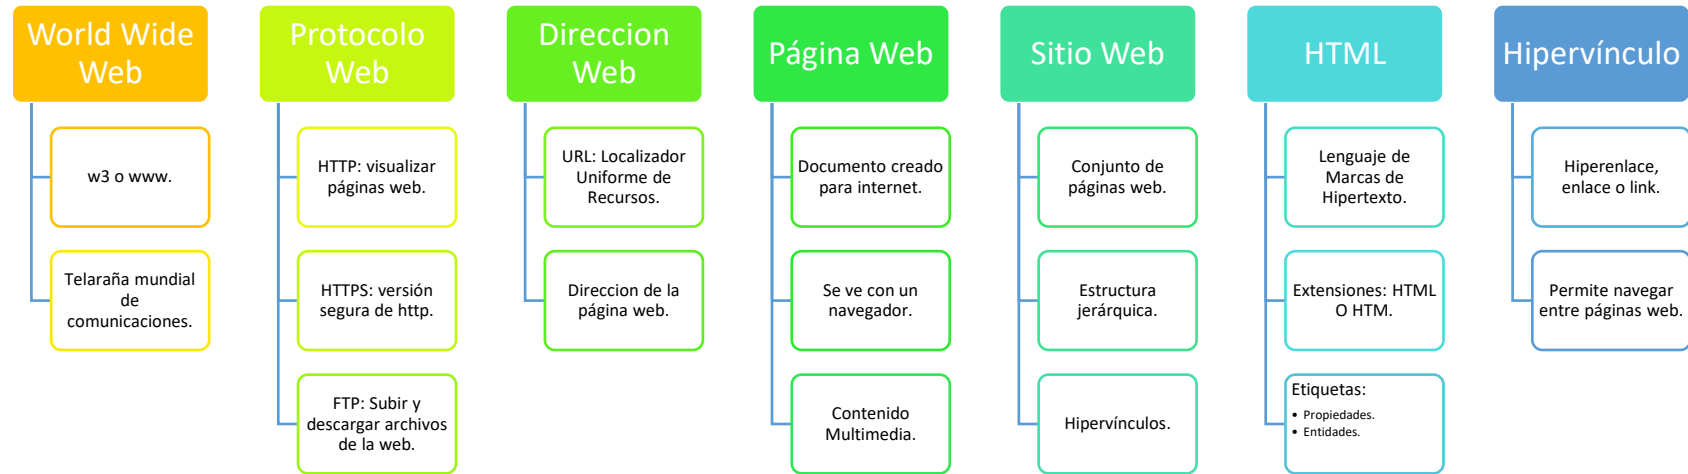 World Wide
Web
w3 o www.
Telaraña mundial
de
comunicaciones.
Protocolo
Web
HTTP: visualizar
páginas web.
HTTPS: versión
segura de http.
FTP: Subir y
descargar archivos
de la web.
Direccion
Web
URL: Localizador
Uniforme de
Recursos.
Direccion de la
página web.
Página Web
Documento creado
para internet.
Se ve con un
navegador.
Contenido
Multimedia.
Sitio Web
Conjunto de
páginas web.
Estructura
jerárquica.
Hipervínculos.
HTML
Lenguaje de
Marcas de
Hipertexto.
Extensiones: HTML
O HTM.
Etiquetas:
• Propiedades.
• Entidades.
Hipervínculo
Hiperenlace,
enlace o link.
Permite navegar
entre páginas web.